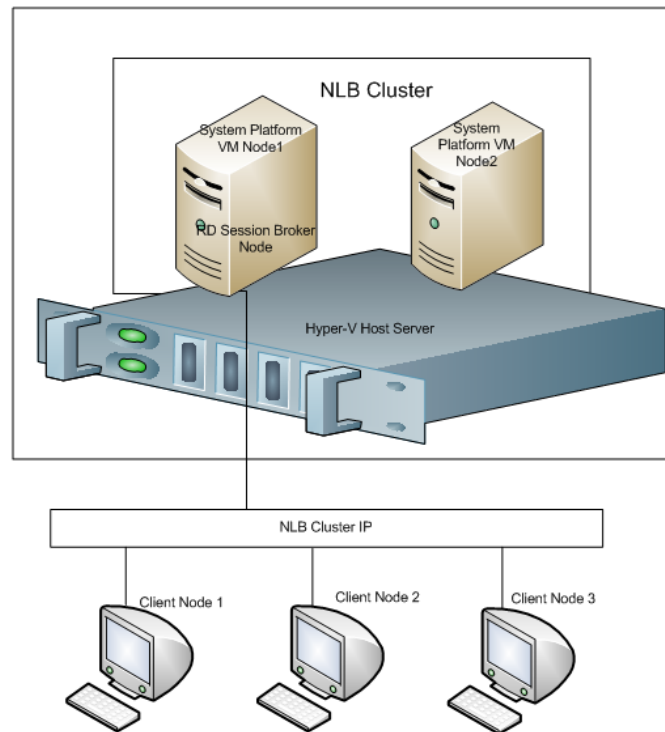 NLB Cluster
System Platform
VM Node1
System
Platform VM
Node2
RD Session Broker
Node
Hyper-V Host Server
NLB Cluster IP
Client Node 1
Client Node 2
Client Node 3